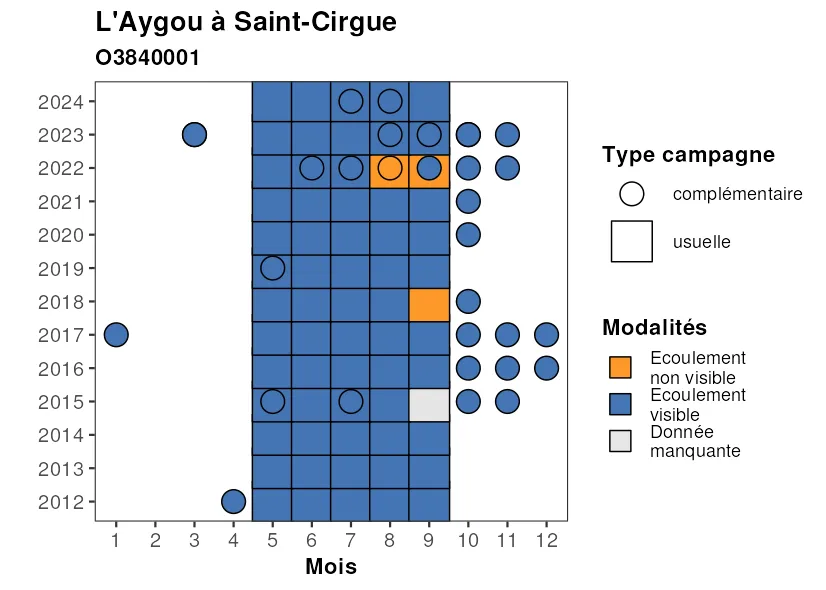 L'Aygou à Saint-Cirgue
O3840001
2024
2023
2022
2021
2020
2019
2018
2017
2016
2015
2014
2013
2012
1 2 3 4 5 6 7 8 9 10 11 12
Mois
Type campagne
complémentaire
usuelle
Modalités
Ecoulement
non visible
Ecoulement
visible
Donnée
manquante